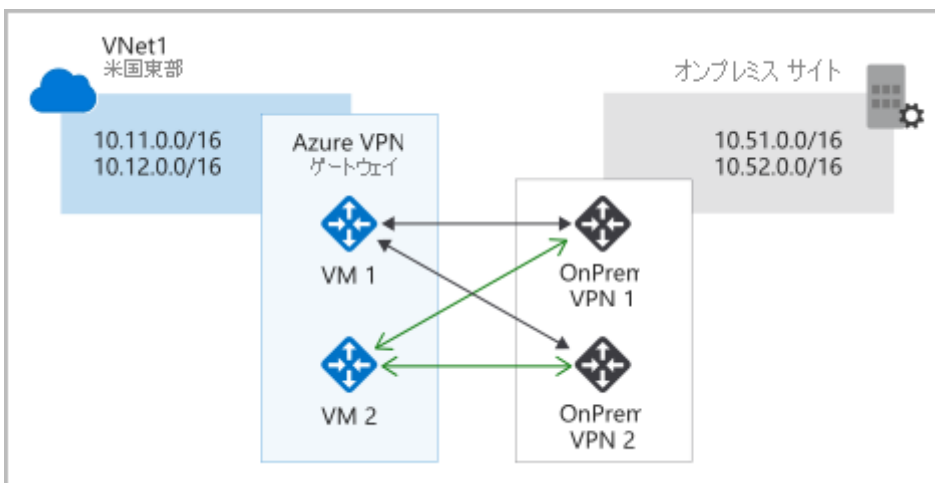 VNet1
米国東部
10.11.0.0/16
10.12.0.0/16
Azure VPN
ゲートウェイ
VM 1
VM 2
オンプレミス サイト
10.51.0.0/16
10.52.0.0/16
OnPrem
VPN 1
OnPrem
VPN 2